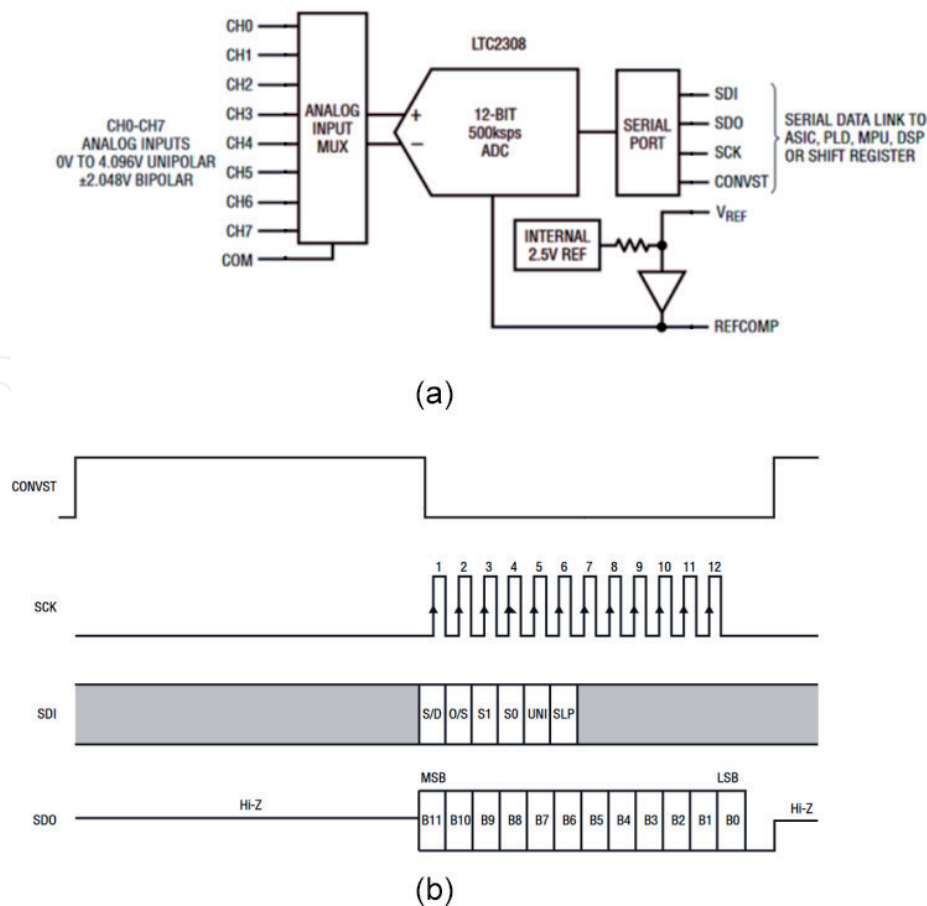 CH0
CH1
CH2
CH3
CH4
CH5
CH6
CH7
COM
CH0-CH7
ANALOG INPUTS
0V TO 4.096V UNIPOLAR
±2.048V BIPOLAR
ANALOG
INPUT
MUX
LTC2308
+
−
12-BIT
500ksps
ADC
SERIAL
PORT
SDI
SDO
SCK
CONVST
SERIAL DATA LINK TO
ASIC, PLD, MPU, DSP
OR SHIFT REGISTER
INTERNAL
2.5V REF
VREF
REFCOMP
(a)
CONVST
1 2 3 4 5 6 7 8 9 10 11 12
SCK
SDI
S/D O/S S1 S0 UNI SLP
MSB LSB
SDO
Hi-Z
B11 B10 B9 B8 B7 B6 B5 B4 B3 B2 B1 B0
Hi-Z
(b)